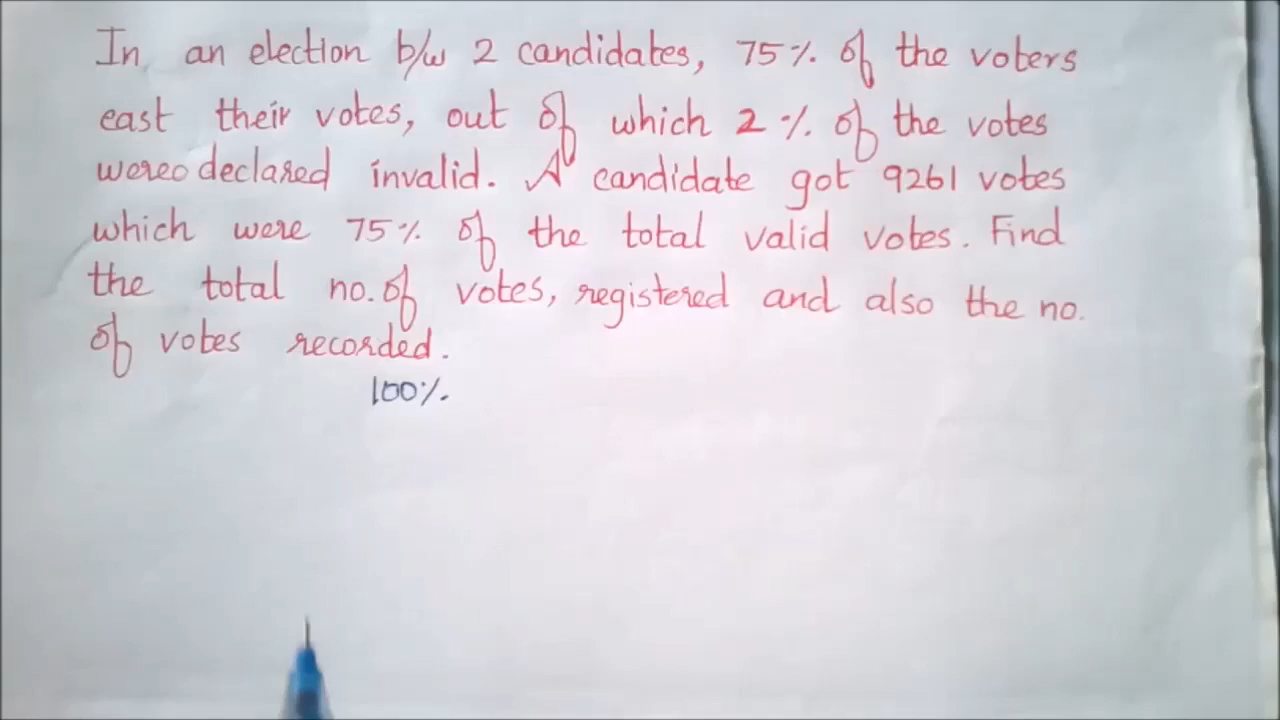 In an election b/w 2 candidates, 75% of the voters
cast their votes, out of which 2% of the votes
were declared invalid. A candidate got 9261 votes
which were 75% of the total valid votes. Find
the total no. of votes, registered and also the no.
of votes recorded.
100%